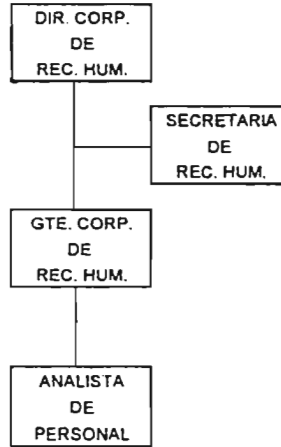 DIR. CORP.
DE
REC. HUM.
SECRETARIA
DE
REC. HUM.
GTE. CORP.
DE
REC. HUM.
ANALISTA
DE
PERSONAL